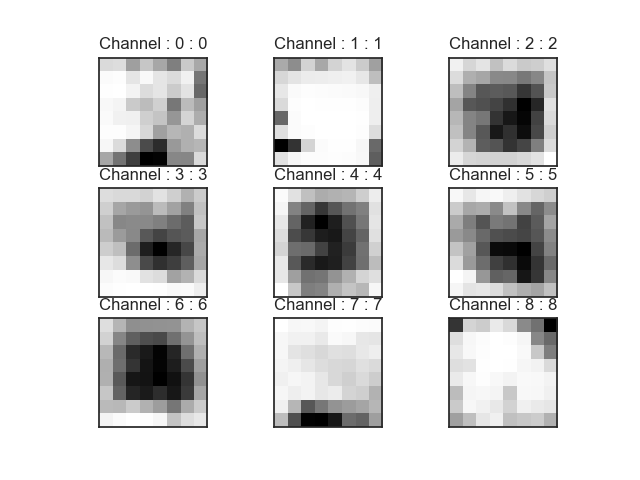 Channel : 0 : 0
Channel : 1 : 1
Channel : 2 : 2
Channel : 3 : 3
Channel : 4 : 4
Channel : 5 : 5
Channel : 6 : 6
Channel : 7 : 7
Channel : 8 : 8